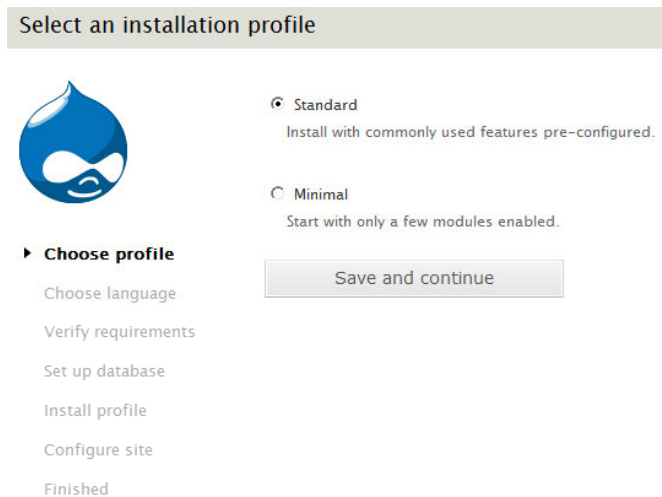 Select an installation profile
Standard
Install with commonly used features pre-configured.
Minimal
Start with only a few modules enabled.
Save and continue
Choose profile
Choose language
Verify requirements
Set up database
Install profile
Configure site
Finished